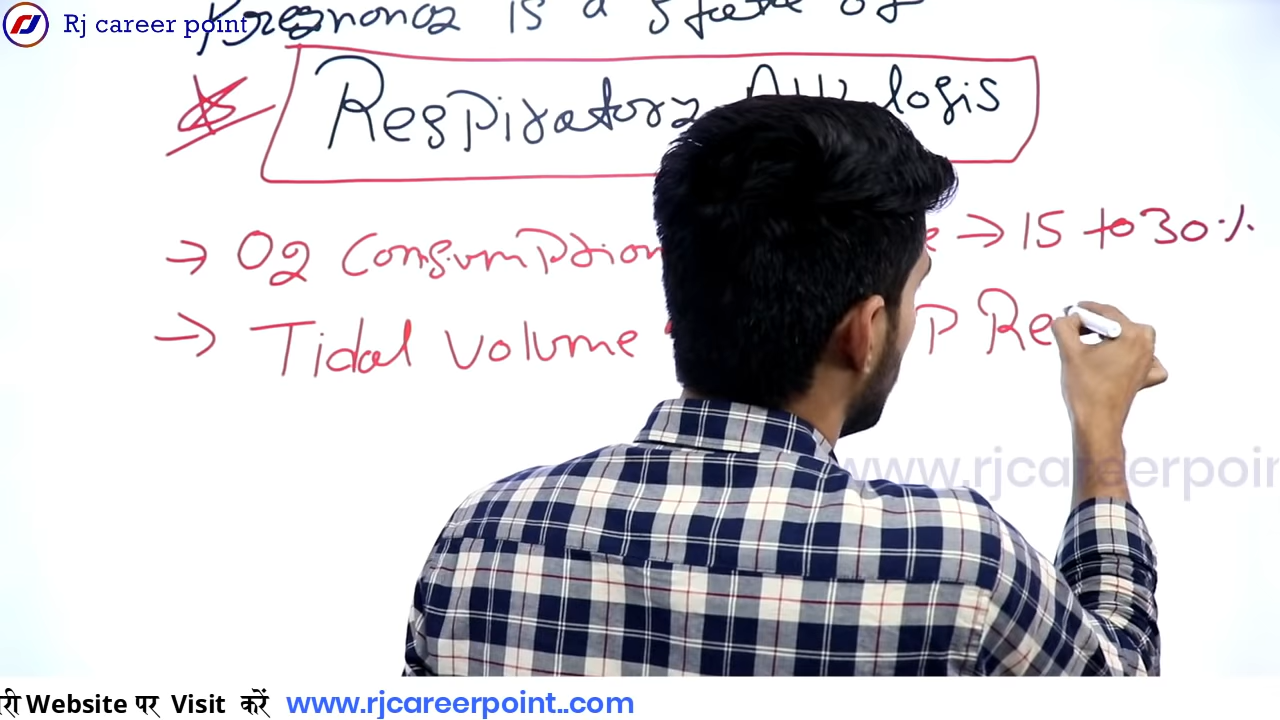 Rj career point
Pregnancy is a State of
Respiratory Alkalosis
→ O2 Consumption → 15 to 30%
→ Tidal volume P Re
www.rjcareerpoin
री Website पर Visit करें www.rjcareerpoint..com